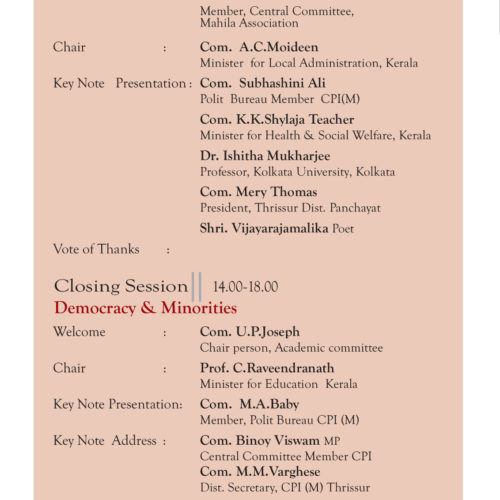 Member, Central Committee,
Mahila Association
Chair : Com. A.C.Moideen
Minister for Local Administration, Kerala
Key Note Presentation : Com. Subhashini Ali
Polit Bureau Member CPI(M)
Com. K.K.Shylaja Teacher
Minister for Health & Social Welfare, Kerala
Dr. Ishitha Mukharjee
Professor, Kolkata University, Kolkata
Com. Mery Thomas
President, Thrissur Dist. Panchayat
Shri. Vijayarajamalika Poet
Vote of Thanks :
Closing Session || 14.00-18.00
Democracy & Minorities
Welcome : Com. U.P.Joseph
Chair person, Academic committee
Chair : Prof. C.Raveendranath
Minister for Education Kerala
Key Note Presentation: Com. M.A.Baby
Member, Polit Bureau CPI (M)
Key Note Address : Com. Binoy Viswam MP
Central Committee Member CPI
Com. M.M.Varghese
Dist. Secretary, CPI (M) Thrissur